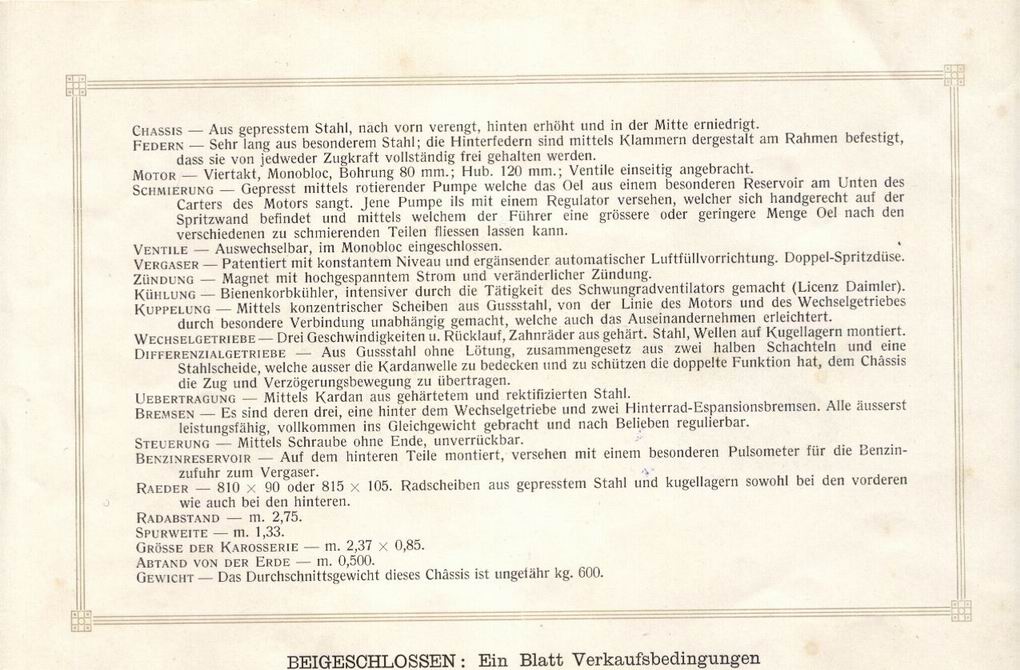 CHASSIS — Aus gepresstem Stahl, nach vorn verengt, hinten erhöht und in der Mitte erniedrigt.
FEDERN — Sehr lang aus besonderem Stahl; die Hinterfedern sind mittels Klammern dergestalt am Rahmen befestigt,
dass sie von jedweder Zugkraft vollständig frei gehalten werden.
MOTOR — Viertakt, Monobloc, Bohrung 80 mm.; Hub. 120 mm.; Ventile einseitig angebracht.
SCHMIERUNG — Gepresst mittels rotierender Pumpe welche das Oel aus einem besonderen Reservoir am Unten des
Carters des Motors sangt. Jene Pumpe ils mit einem Regulator versehen, welcher sich handgerecht auf der
Spritzwand befindet und mittels welchem der Führer eine grössere oder geringere Menge Oel nach den
verschiedenen zu schmierenden Teilen fliessen lassen kann.
VENTILE — Auswechselbar, im Monobloc eingeschlossen.
VERGASER — Patentiert mit konstantem Niveau und ergänsender automatischer Luftfüllvorrichtung. Doppel-Spritzdüse.
ZÜNDUNG — Magnet mit hochgespanntem Strom und veränderlicher Zündung.
KÜHLUNG — Bienenkorbkühler, intensiver durch die Tätigkeit des Schwungradventilators gemacht (Licenz Daimler).
KUPPELUNG — Mittels konzentrischer Scheiben aus Gussstahl, von der Linie des Motors und des Wechselgetriebes
durch besondere Verbindung unabhängig gemacht, welche auch das Auseinandernehmen erleichtert.
WECHSELGETRIEBE — Drei Geschwindigkeiten u. Rücklauf, Zahnräder aus gehärt. Stahl, Wellen auf Kugellagern montiert.
DIFFERENZIALGETRIEBE — Aus Gussstahl ohne Lötung, zusammengesetz aus zwei halben Schachteln und eine
Stahlscheide, welche ausser die Kardanwelle zu bedecken und zu schützen die doppelte Funktion hat, dem Châssis
die Zug und Verzögerungsbewegung zu übertragen.
UEBERTRAGUNG — Mittels Kardan aus gehärtetem und rektifizierten Stahl.
BREMSEN — Es sind deren drei, eine hinter dem Wechselgetriebe und zwei Hinterrad-Espansionsbremsen. Alle äusserst
leistungsfähig, vollkommen ins Gleichgewicht gebracht und nach Belieben regulierbar.
STEUERUNG — Mittels Schraube ohne Ende, unverrückbar.
BENZINRESERVOIR — Auf dem hinteren Teile montiert, versehen mit einem besonderen Pulsometer für die Benzin-
zufuhr zum Vergaser.
RAEDER — 810 × 90 oder 815 × 105. Radscheiben aus gepresstem Stahl und kugellagern sowohl bei den vorderen
wie auch bei den hinteren.
RADABSTAND — m. 2,75.
SPURWEITE — m. 1,33.
GRÖSSE DER KAROSSERIE — m. 2,37 × 0,85.
ABTAND VON DER ERDE — m. 0,500.
GEWICHT — Das Durchschnittsgewicht dieses Châssis ist ungefähr kg. 600.
BEIGESCHLOSSEN: Ein Blatt Verkaufsbedingungen